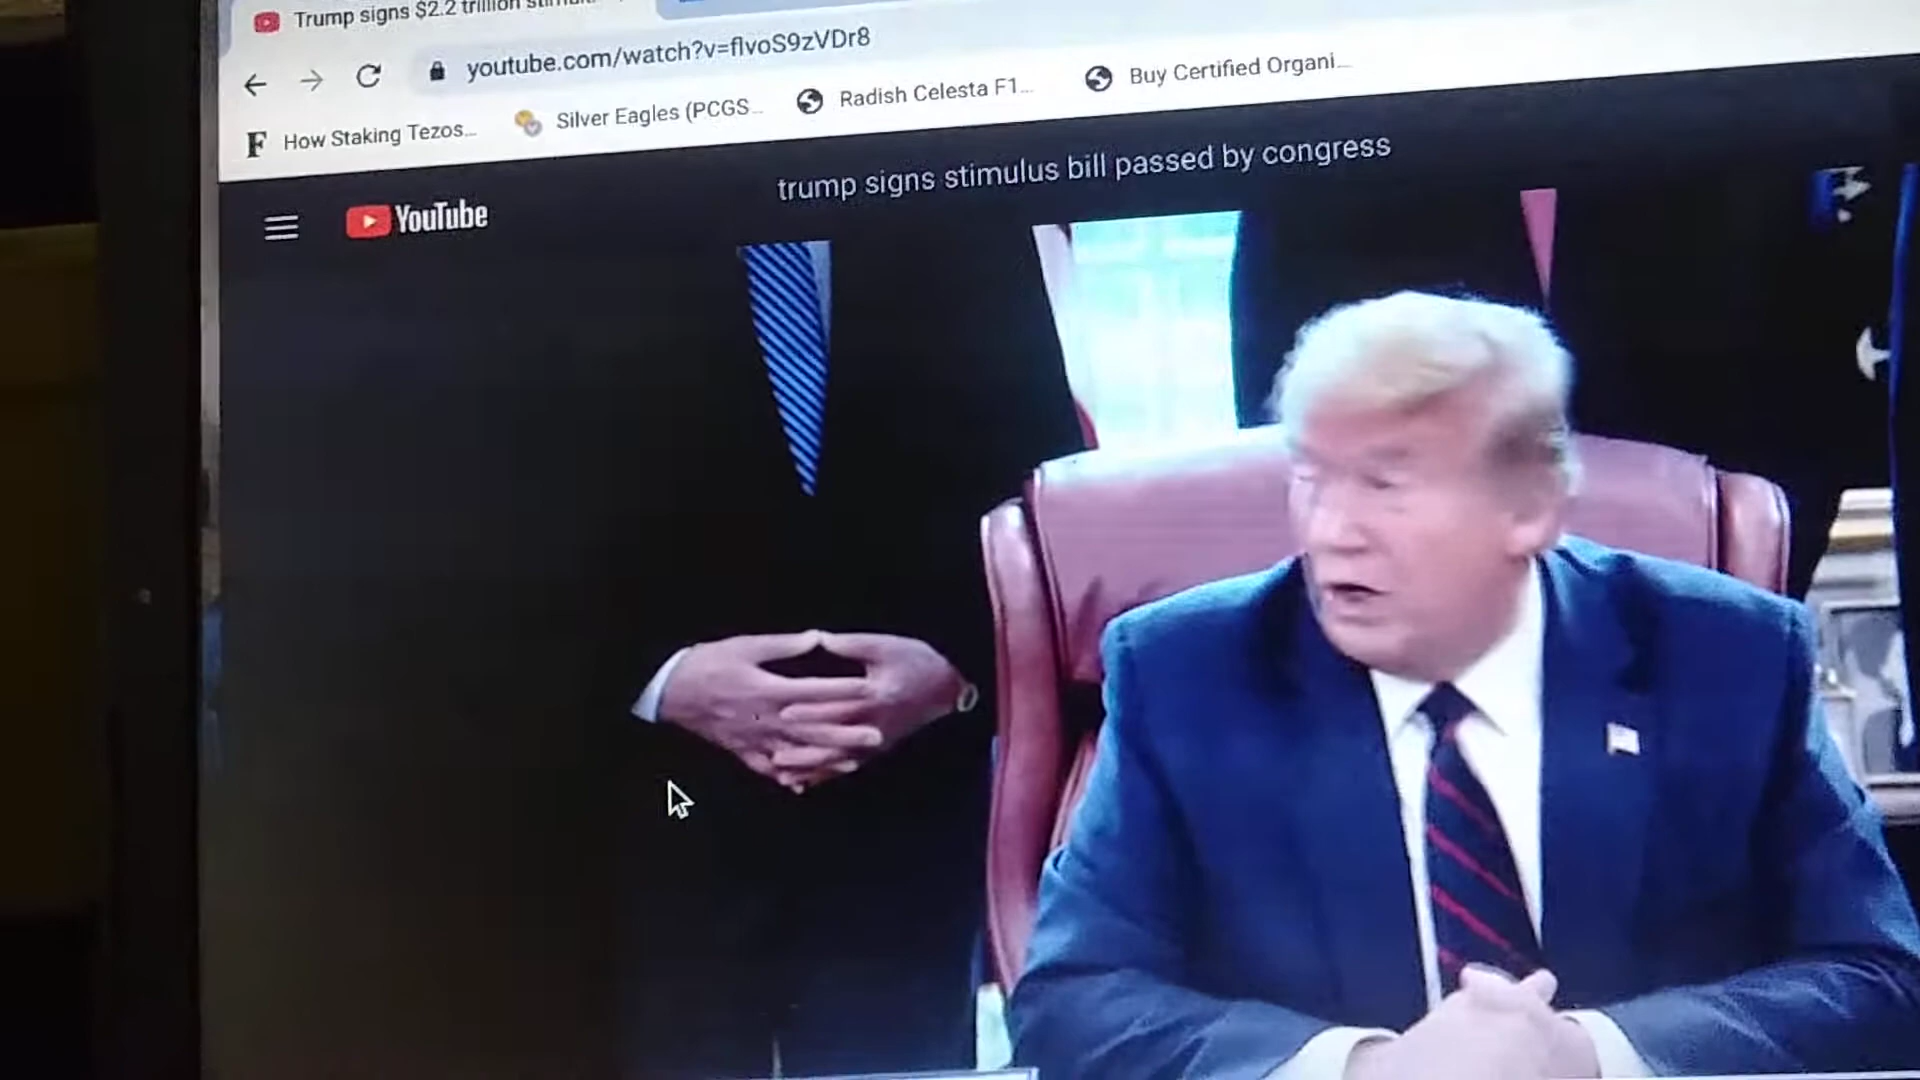 Trump signs $2.2 trillion
youtube.com/watch?v=flvoS9zVDr8
F How Staking Tezos... Silver Eagles (PCGS... Radish Celesta F1... Buy Certified Organi...
trump signs stimulus bill passed by congress
YouTube